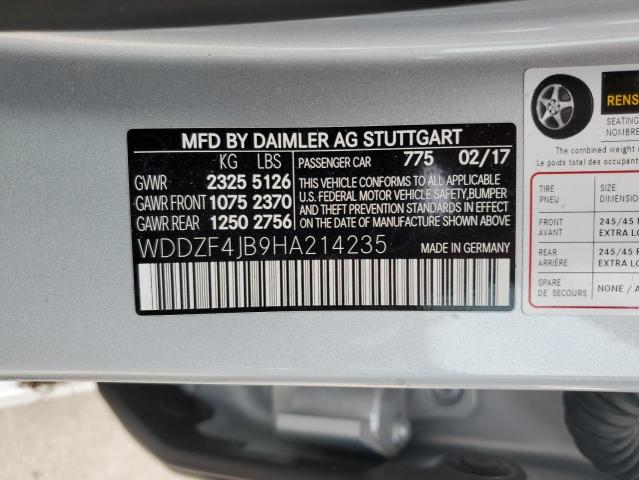 MFD BY DAIMLER AG STUTTGART
KG LBS PASSENGER CAR 775 02/17
GVWR 2325 5126
GAWR FRONT 1075 2370
GAWR REAR 1250 2756
THIS VEHICLE CONFORMS TO ALL APPLICABLE
U.S. FEDERAL MOTOR VEHICLE SAFETY, BUMPER
AND THEFT PREVENTION STANDARDS IN EFFECT
ON THE DATE OF MANUFACTURE SHOWN ABOVE.
WDDZF4JB9HA214235 MADE IN GERMANY
SEATING
NOMBRE
The combined weight
Le poids total des occupant
TIRE SIZE
PNEU
FRONT 245/45
AVANT EXTRA
REAR 245/45
ARRIÈRE EXTRA
SPARE
DE SECOURS NONE /